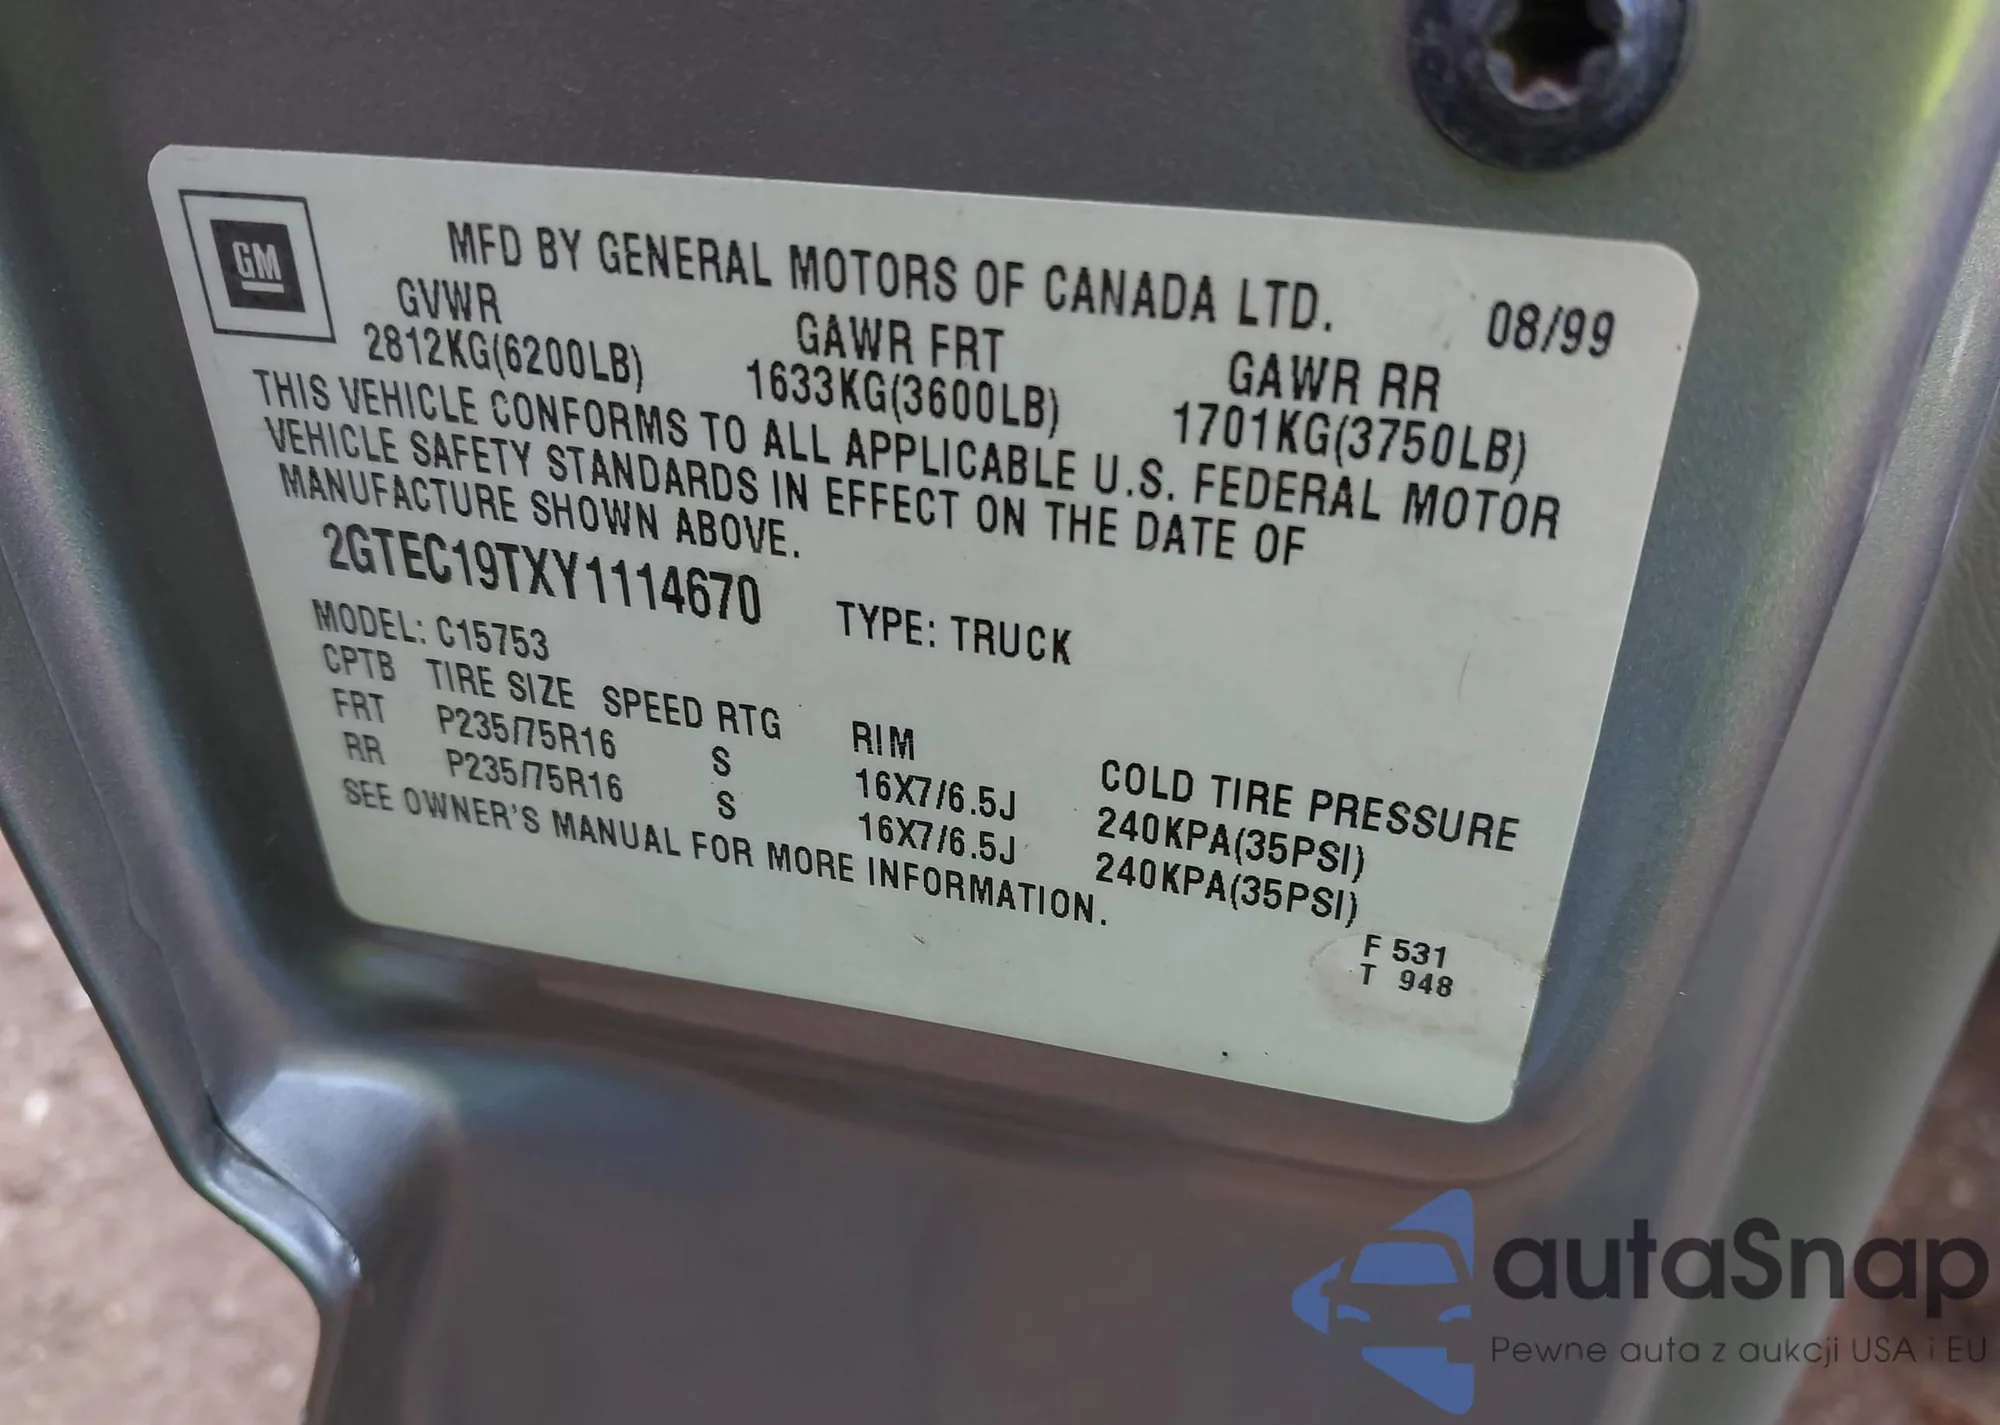 GM
MFD BY GENERAL MOTORS OF CANADA LTD.
08/99
GVWR GAWR FRT GAWR RR
2812KG(6200LB) 1633KG(3600LB) 1701KG(3750LB)
THIS VEHICLE CONFORMS TO ALL APPLICABLE U.S. FEDERAL MOTOR
VEHICLE SAFETY STANDARDS IN EFFECT ON THE DATE OF
MANUFACTURE SHOWN ABOVE.
2GTEC19TXY1114670 TYPE: TRUCK
MODEL: C15753
CPTB TIRE SIZE SPEED RTG RIM COLD TIRE PRESSURE
FRT P235/75R16 S 16X7/6.5J 240KPA(35PSI)
RR P235/75R16 S 16X7/6.5J 240KPA(35PSI)
SEE OWNER'S MANUAL FOR MORE INFORMATION.
F 531
T 948
autaSnap
Pewne auta z aukcji USA i EU